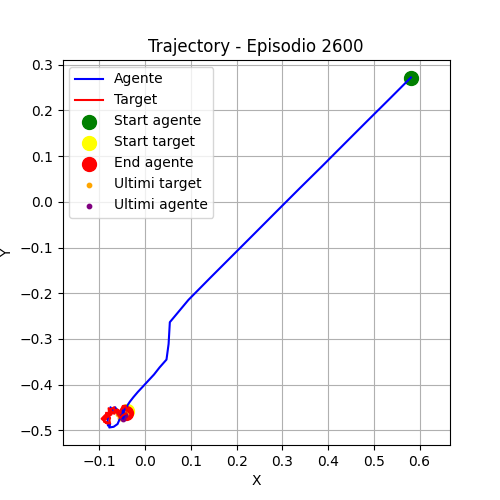 Trajectory - Episodio 2600
Agente
Target
Start agente
Start target
End agente
Ultimi target
Ultimi agente
0.3
0.2
0.1
0.0
−0.1
−0.2
−0.3
−0.4
−0.5
Y
−0.1 0.0 0.1 0.2 0.3 0.4 0.5 0.6
X